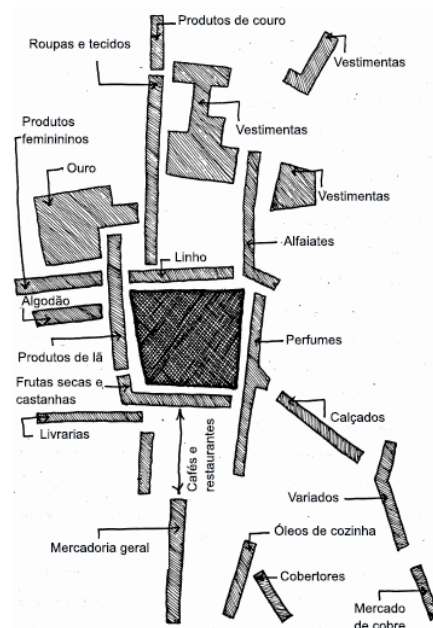 Produtos de couro
Roupas e tecidos
Vestimentas
Produtos
feminininos
Vestimentas
Ouro
Vestimentas
Alfaiates
Linho
Algodão
Perfumes
Produtos de lã
Frutas secas e
castanhas
Calçados
Livrarias
Cafés e
restaurantes
Variados
Óleos de cozinha
Mercadoria geral
Cobertores
Mercado
de cobre